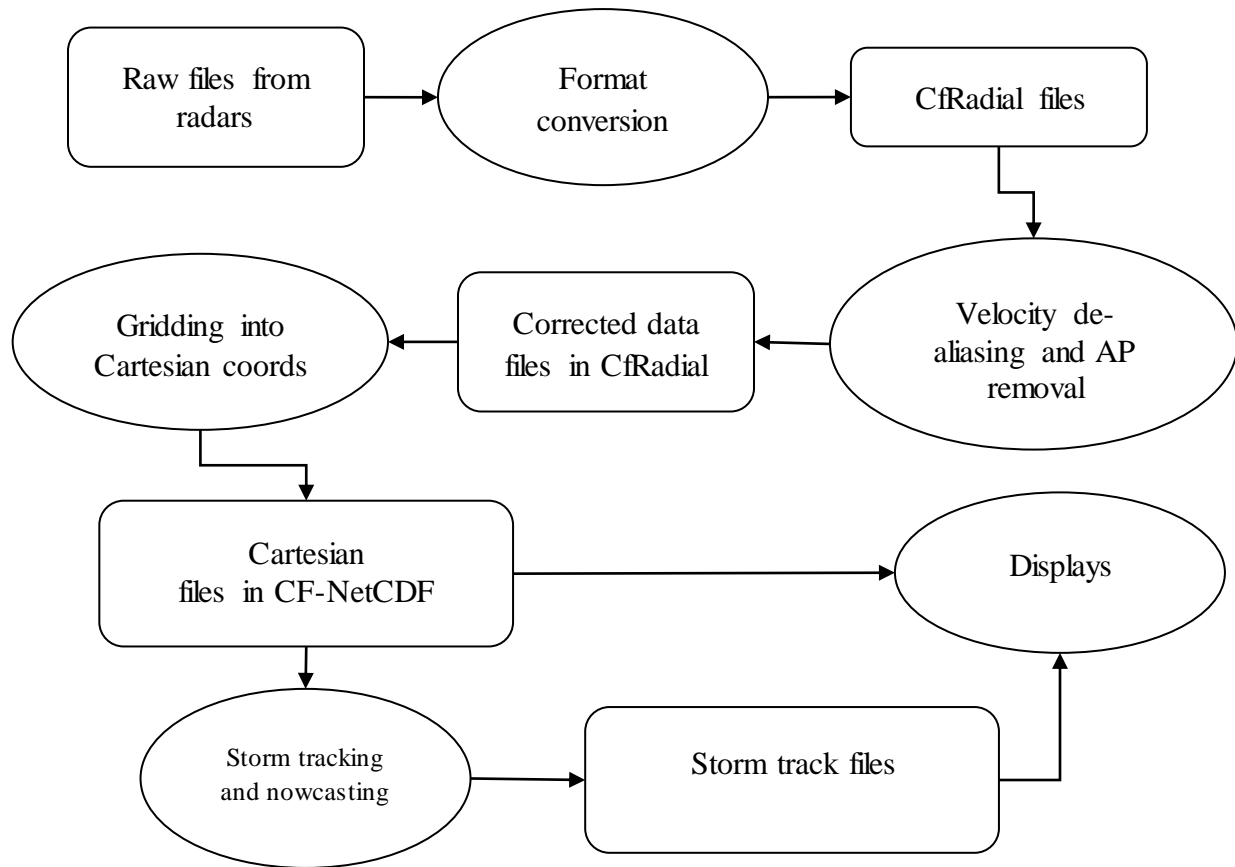 Raw files from
radars
Format
conversion
CfRadial files
Velocity de-
aliasing and AP
removal
Corrected data
files in CfRadial
Gridding into
Cartesian coords
Cartesian
files in CF-NetCDF
Displays
Storm tracking
and nowcasting
Storm track files